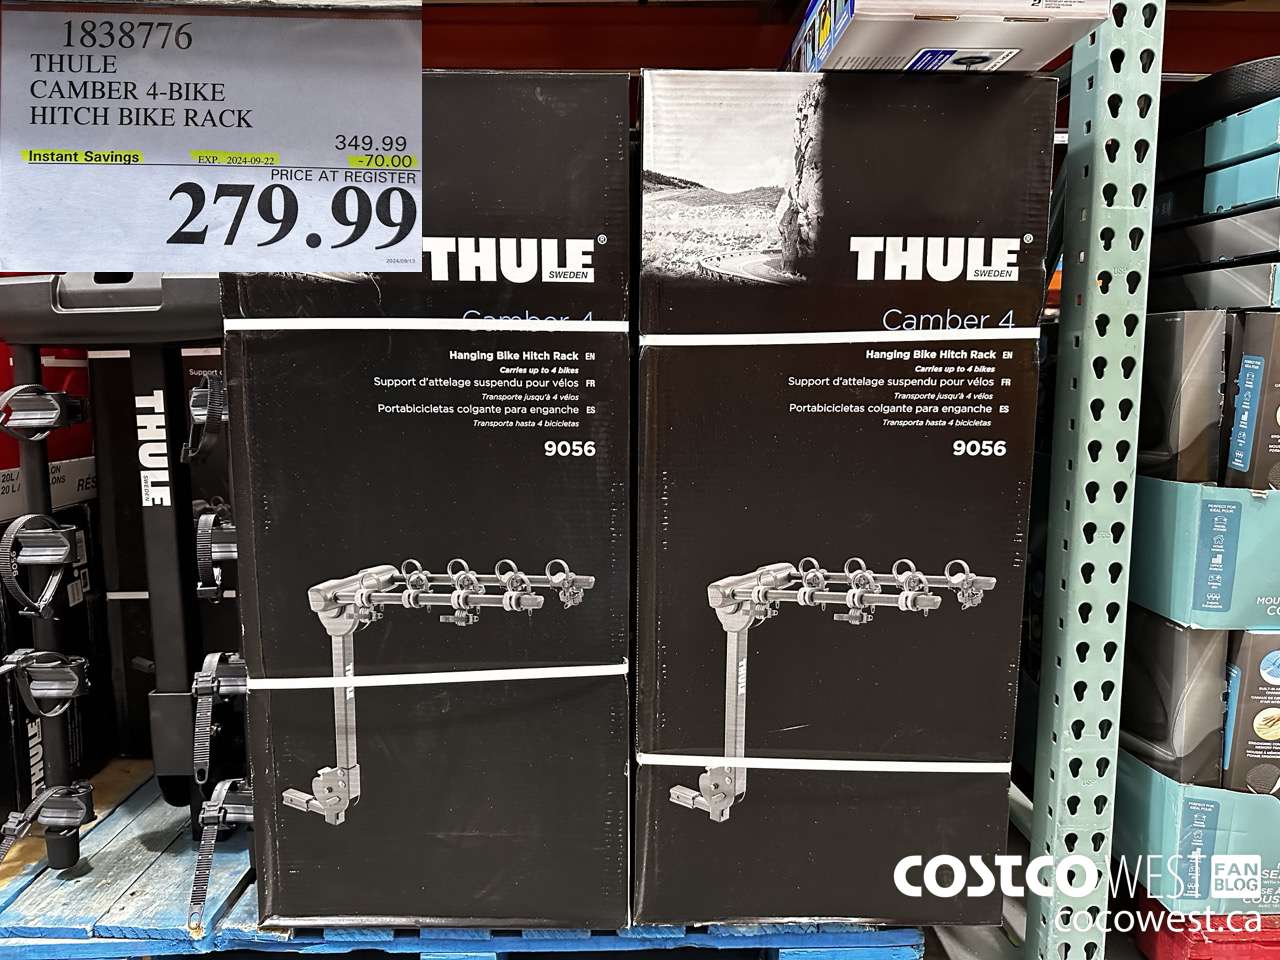 1838776
THULE
CAMBER 4-BIKE
HITCH BIKE RACK
349.99
Instant Savings EXP. 2024-09-22 -70.00
PRICE AT REGISTER
279.99
2024/09/13
THULE®
SWEDEN
Camber 4
Hanging Bike Hitch Rack EN
Carries up to 4 bikes
Support d'attelage suspendu pour vélos FR
Transporte jusqu'à 4 vélos
Portabicicletas colgante para enganche ES
Transporta hasta 4 bicicletas
9056
THULE®
SWEDEN
Camber 4
Hanging Bike Hitch Rack EN
Carries up to 4 bikes
Support d'attelage suspendu pour vélos FR
Transporte jusqu'à 4 vélos
Portabicicletas colgante para enganche ES
Transporta hasta 4 bicicletas
9056
THULE
SWEDEN
THULE
COSTCO WEST FAN BLOG
cocowest.ca